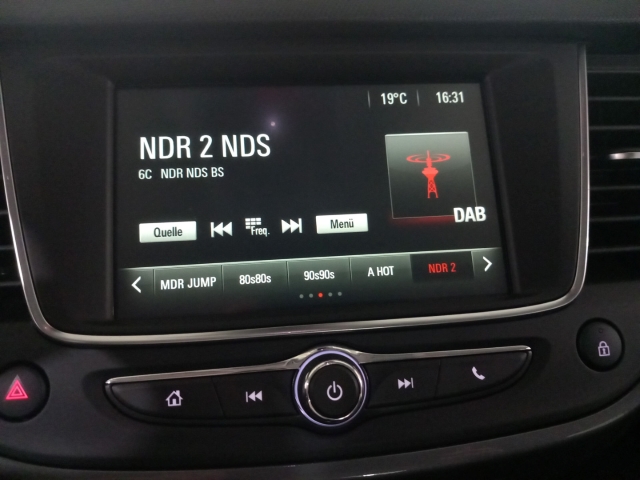 19°C 16:31
NDR 2 NDS
6C NDR NDS BS
DAB
Quelle Freq. Menü
MDR JUMP 80s80s 90s90s A HOT NDR 2